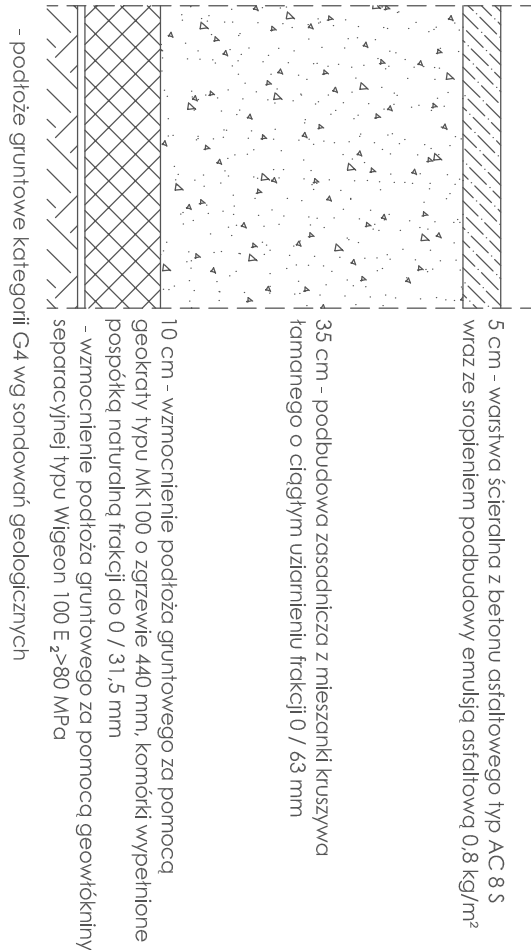 5 cm - warstwa ścieralna z betonu asfaltowego typ AC 8 S
wraz ze sropieniem podbudowy emulsją asfaltową 0,8 kg/m²
35 cm - podbudowa zasadnicza z mieszanki kruszywa
łamanego o ciągłym uziarnieniu frakcji 0 / 63 mm
10 cm - wzmocnienie podłoża gruntowego za pomocą
geokraty typu MK100 o zgrzewie 440 mm, komórki wypełnione
pospółką naturalną frakcji do 0 / 31,5 mm
- wzmocnienie podłoża gruntowego za pomocą geowłókniny
separacyjnej typu Wigeon 100 E₂>80 MPa
- podłoże gruntowe kategorii G4 wg sondowań geologicznych